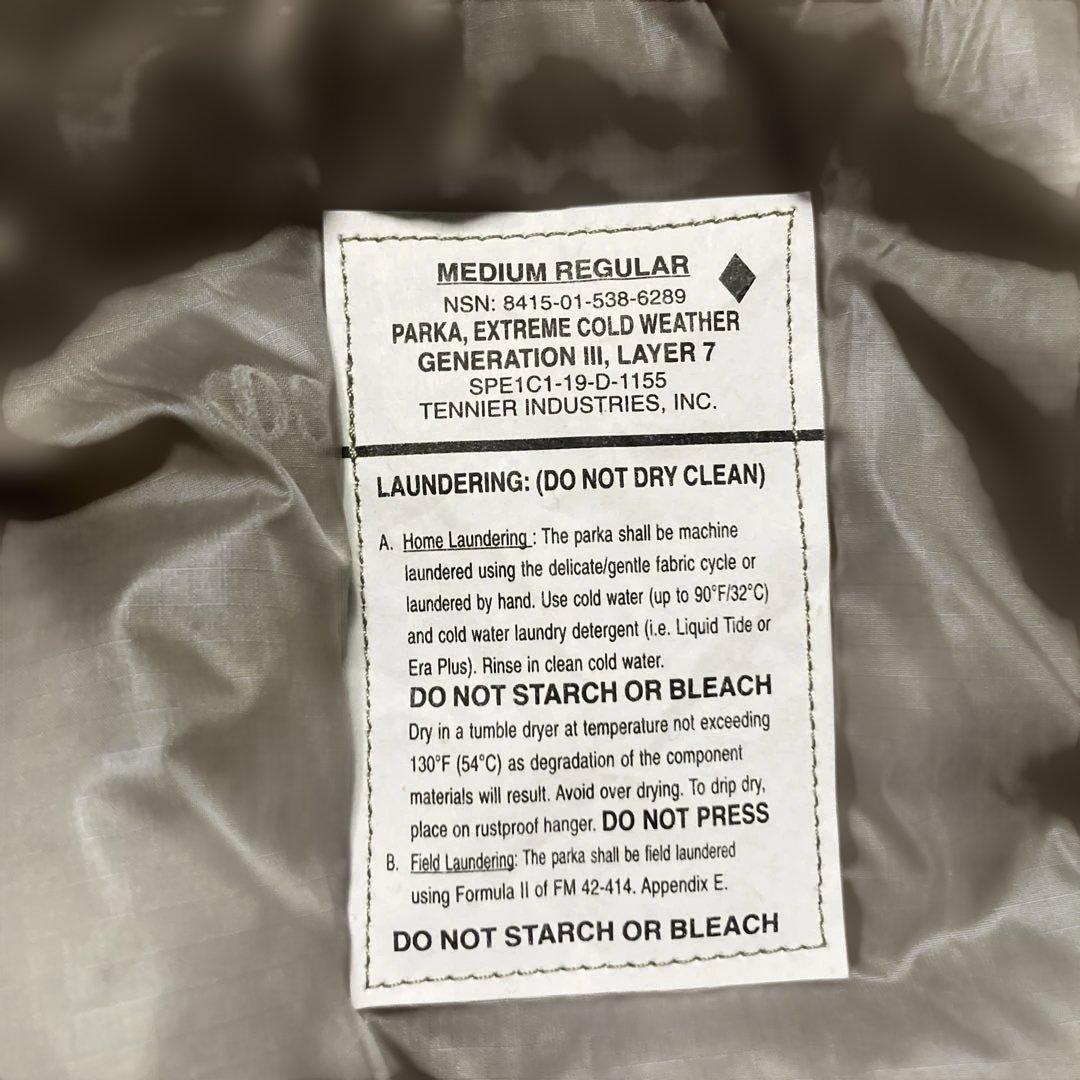 MEDIUM REGULAR
NSN: 8415-01-538-6289
PARKA, EXTREME COLD WEATHER
GENERATION III, LAYER 7
SPE1C1-19-D-1155
TENNIER INDUSTRIES, INC.
LAUNDERING: (DO NOT DRY CLEAN)
A. Home Laundering : The parka shall be machine
laundered using the delicate/gentle fabric cycle or
laundered by hand. Use cold water (up to 90°F/32°C)
and cold water laundry detergent (i.e. Liquid Tide or
Era Plus). Rinse in clean cold water.
DO NOT STARCH OR BLEACH
Dry in a tumble dryer at temperature not exceeding
130°F (54°C) as degradation of the component
materials will result. Avoid over drying. To drip dry,
place on rustproof hanger. DO NOT PRESS
B. Field Laundering: The parka shall be field laundered
using Formula II of FM 42-414. Appendix E.
DO NOT STARCH OR BLEACH